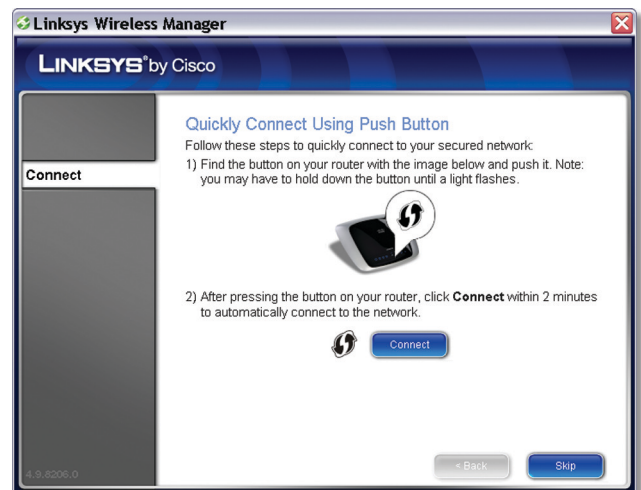 Linksys Wireless Manager
LINKSYS® by Cisco
Connect
Quickly Connect Using Push Button
Follow these steps to quickly connect to your secured network:
1) Find the button on your router with the image below and push it. Note:
you may have to hold down the button until a light flashes.
2) After pressing the button on your router, click Connect within 2 minutes
to automatically connect to the network.
Connect
4.9.8206.0
< Back
Skip